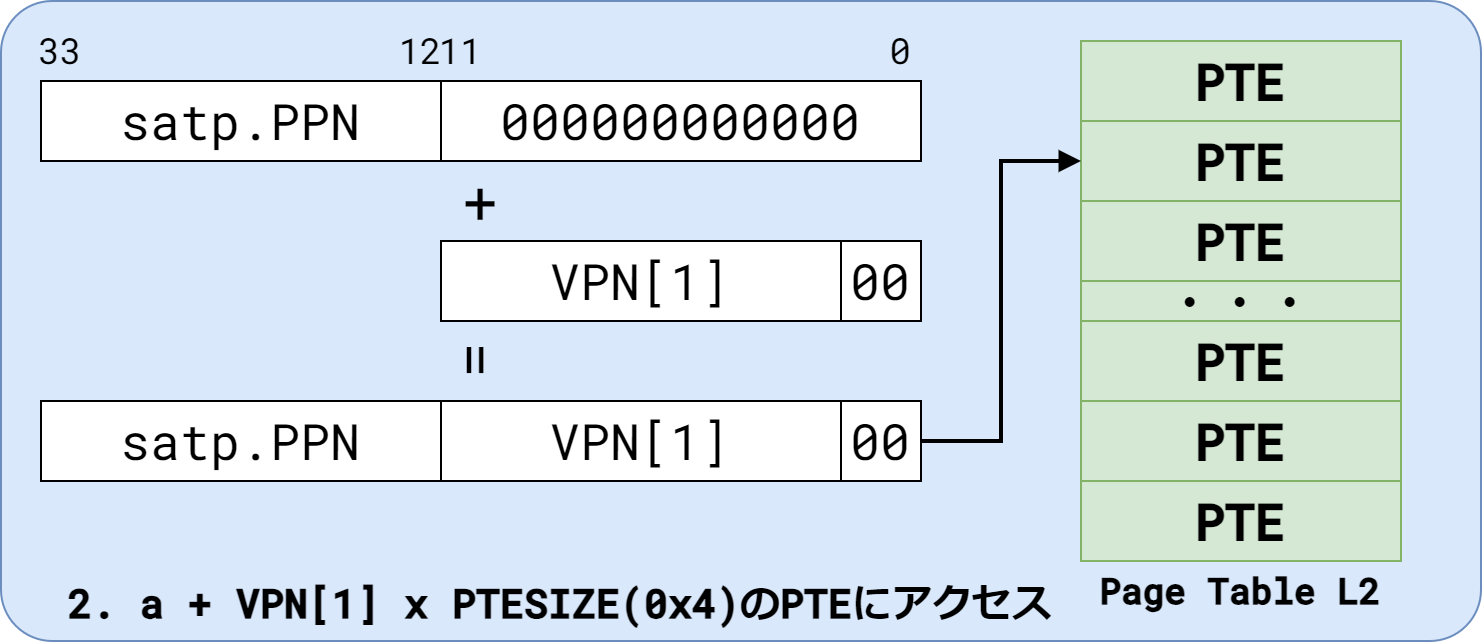 33 1211 0
satp.PPN 000000000000
+
VPN[1] 00
=
satp.PPN VPN[1] 00
PTE
PTE
PTE
・・・
PTE
PTE
PTE
Page Table L2
2. a + VPN[1] x PTESIZE(0x4)のPTEにアクセス